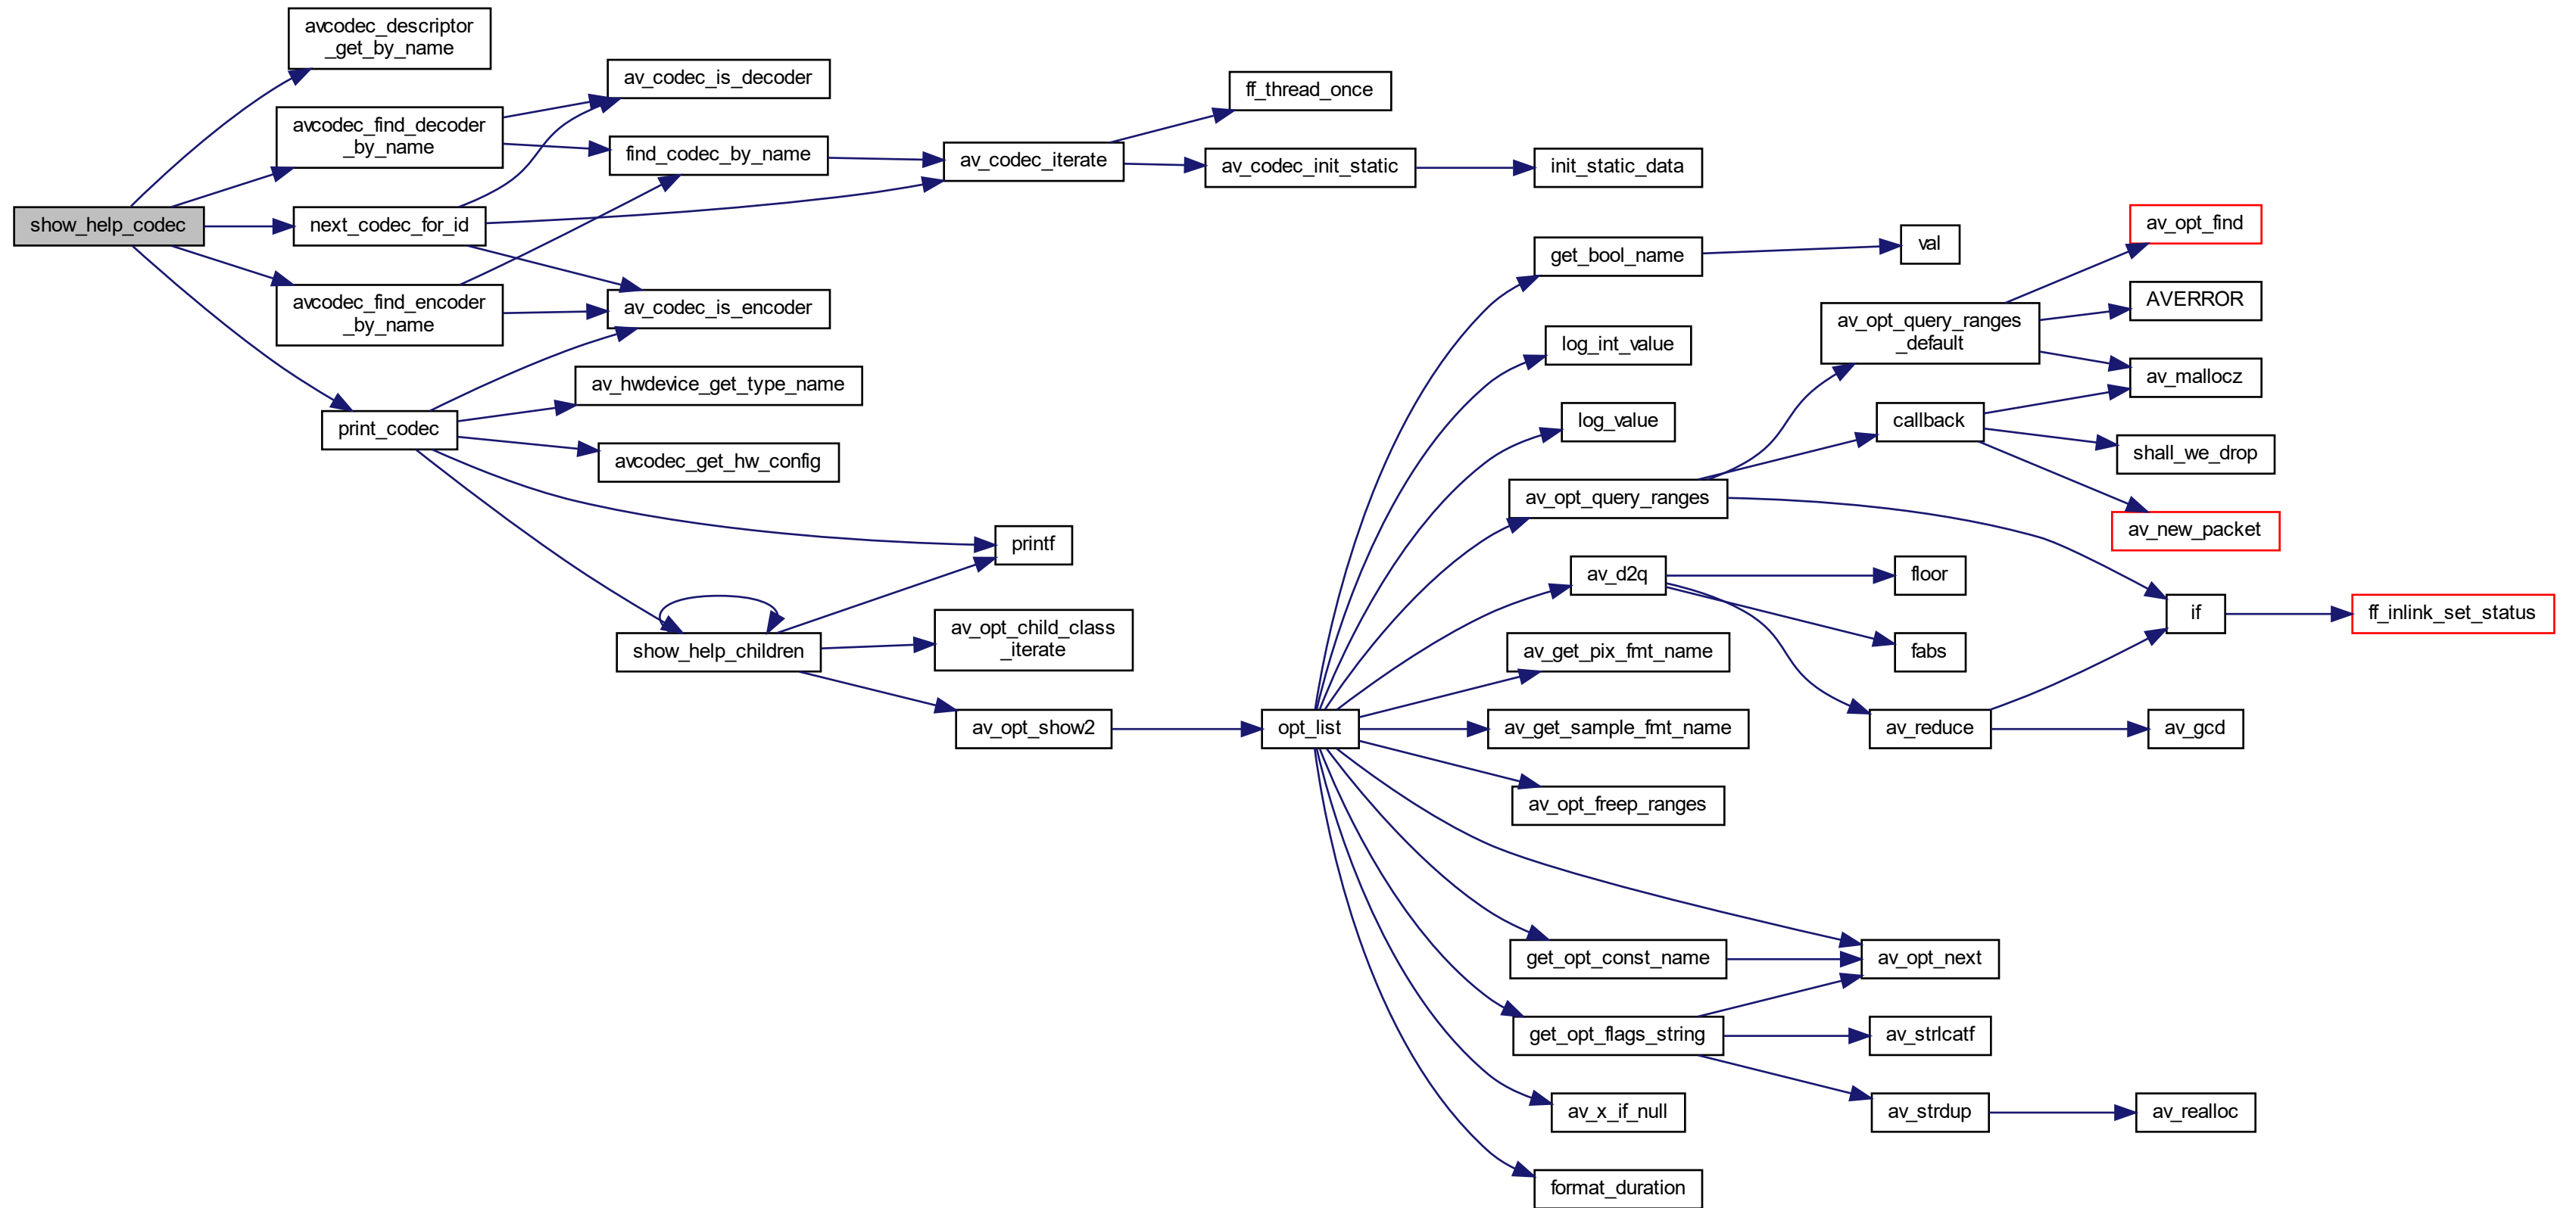 avcodec_descriptor
_get_by_name
av_codec_is_decoder
ff_thread_once
avcodec_find_decoder
_by_name
find_codec_by_name
av_codec_iterate
av_codec_init_static
init_static_data
show_help_codec
next_codec_for_id
av_opt_find
get_bool_name
val
avcodec_find_encoder
_by_name
av_codec_is_encoder
AVERROR
av_opt_query_ranges
_default
log_int_value
av_hwdevice_get_type_name
av_mallocz
print_codec
log_value
callback
avcodec_get_hw_config
shall_we_drop
av_opt_query_ranges
av_new_packet
printf
av_d2q
floor
if
ff_inlink_set_status
show_help_children
av_opt_child_class
_iterate
av_get_pix_fmt_name
fabs
av_opt_show2
opt_list
av_get_sample_fmt_name
av_reduce
av_gcd
av_opt_freep_ranges
get_opt_const_name
av_opt_next
get_opt_flags_string
av_strlcatf
av_x_if_null
av_strdup
av_realloc
format_duration